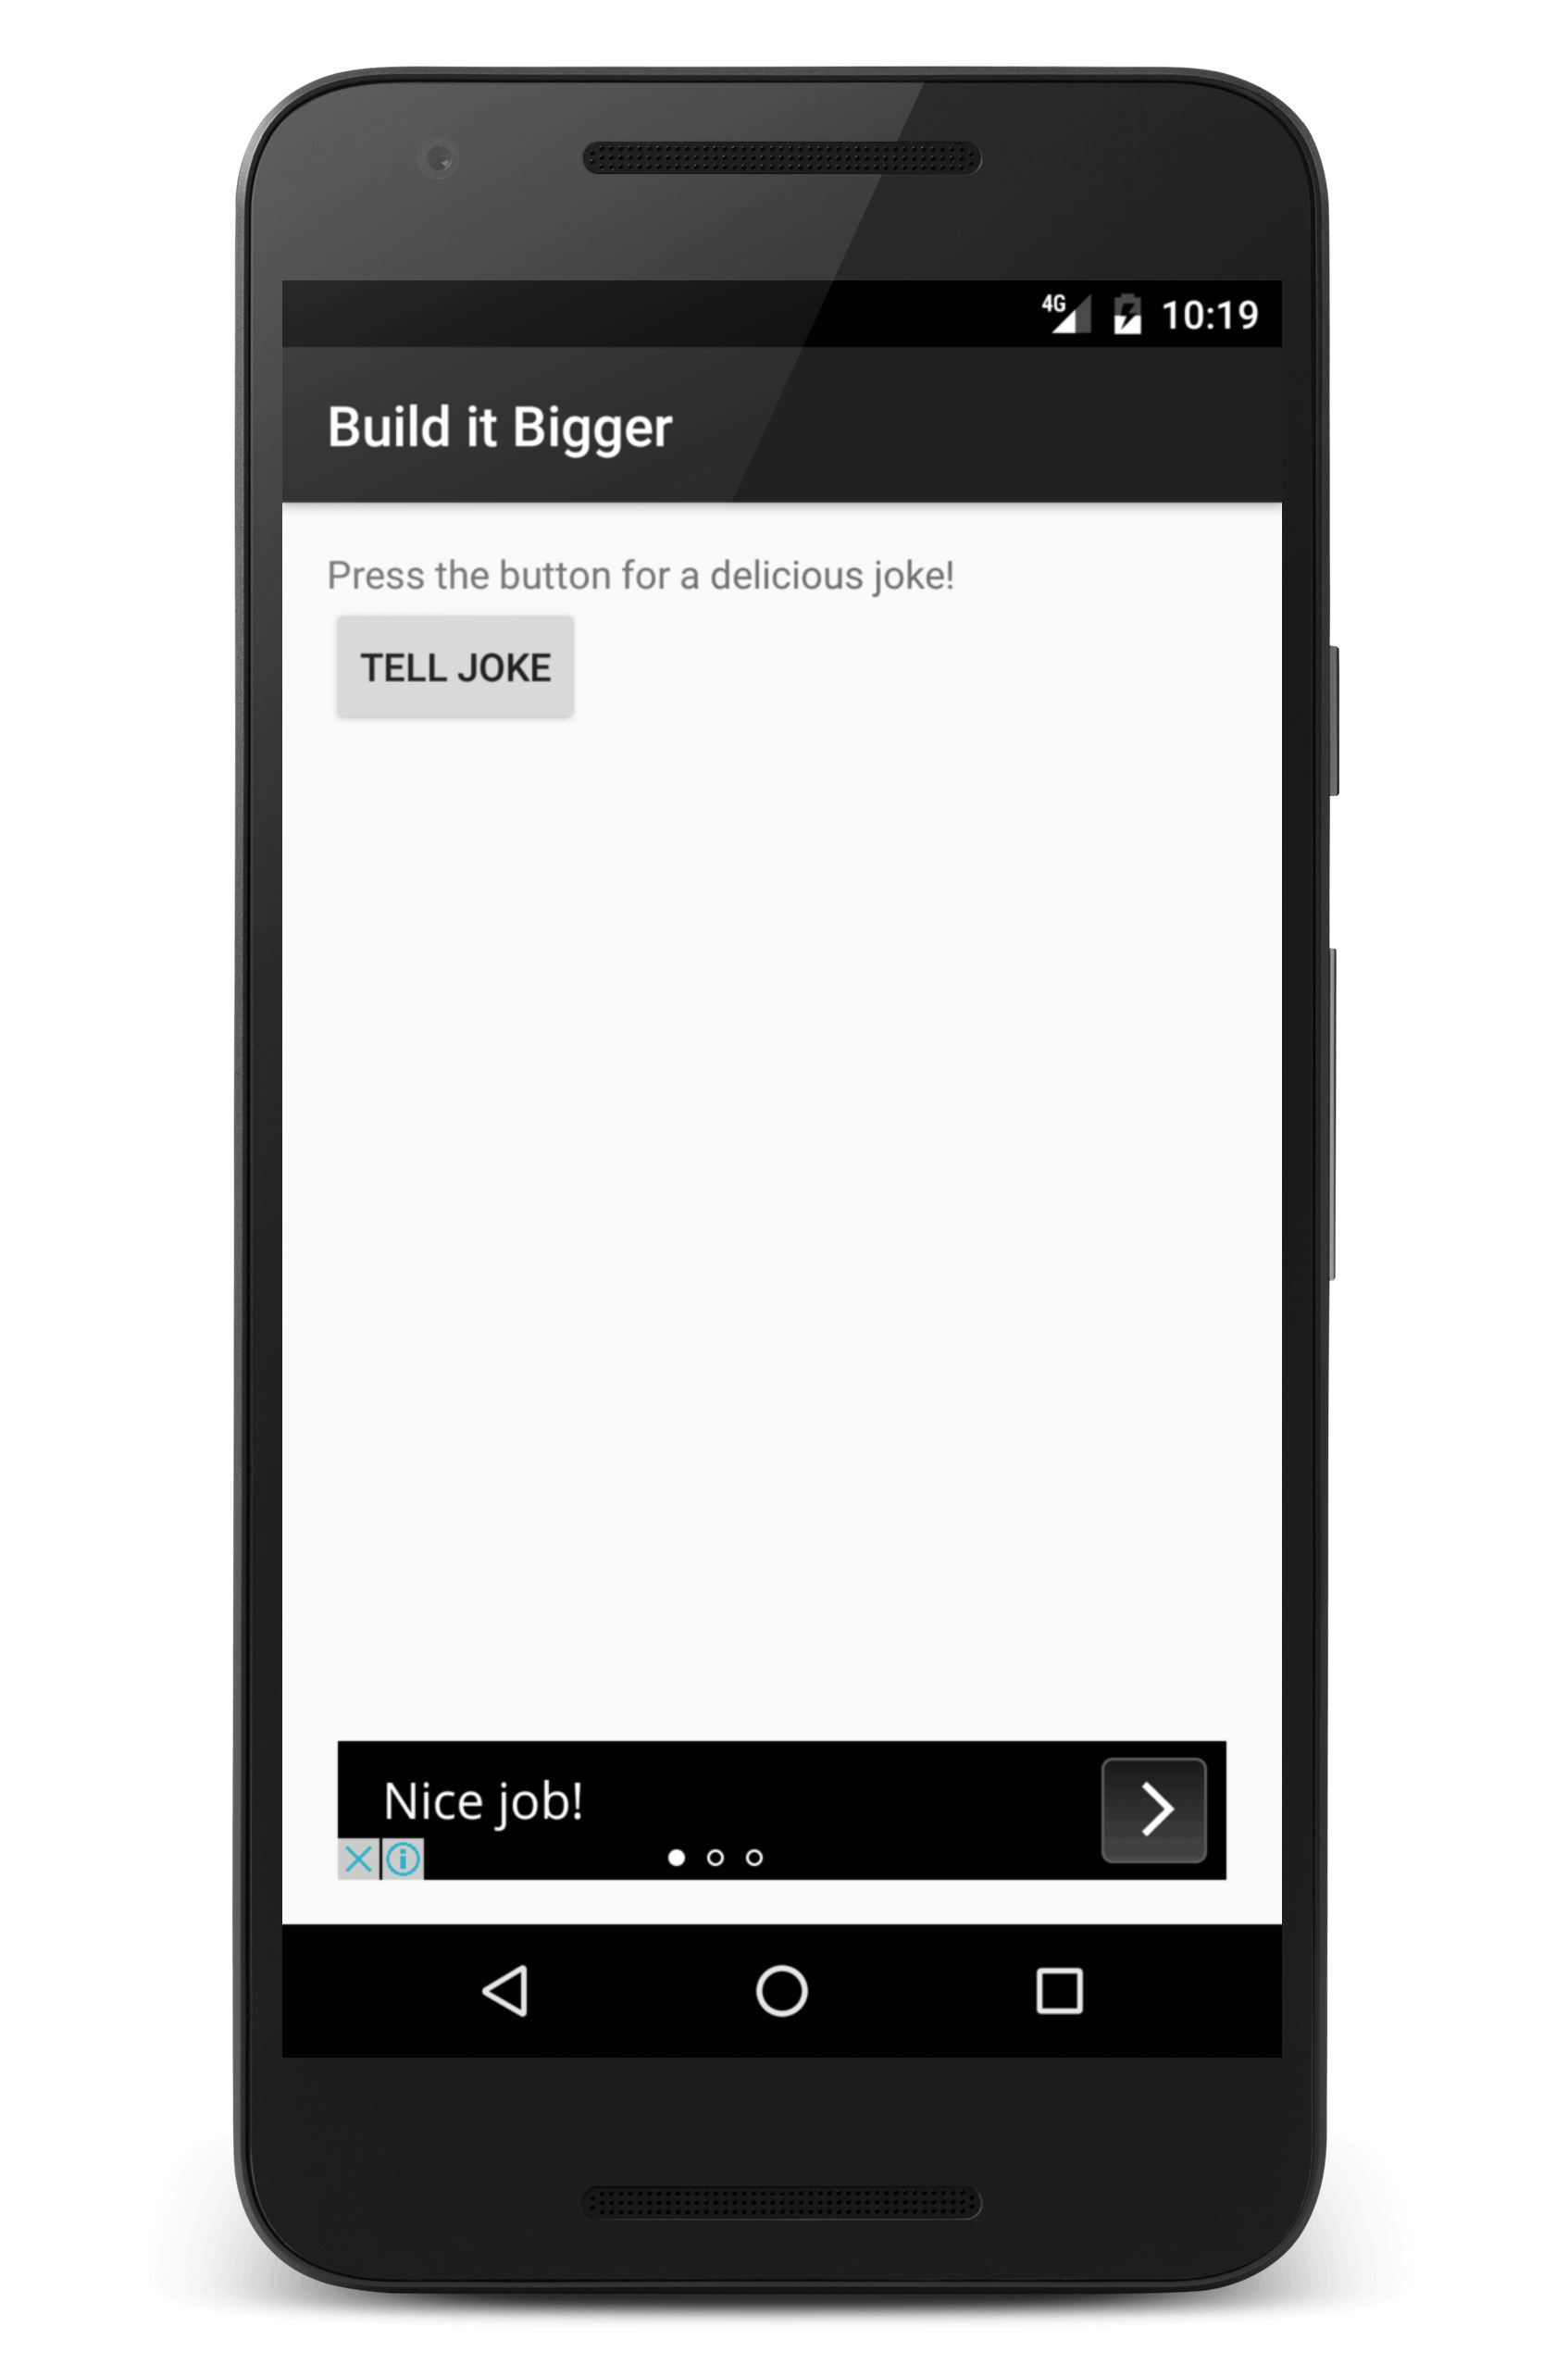 4G 10:19
Build it Bigger
Press the button for a delicious joke!
TELL JOKE
Nice job!